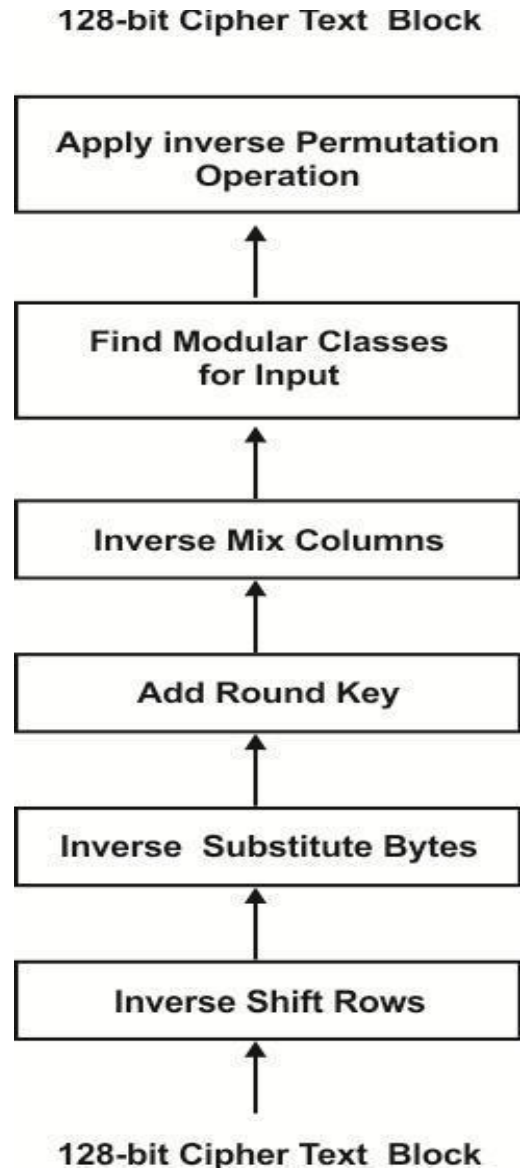 128-bit Cipher Text Block
Apply inverse Permutation
Operation
Find Modular Classes
for Input
Inverse Mix Columns
Add Round Key
Inverse Substitute Bytes
Inverse Shift Rows
128-bit Cipher Text Block